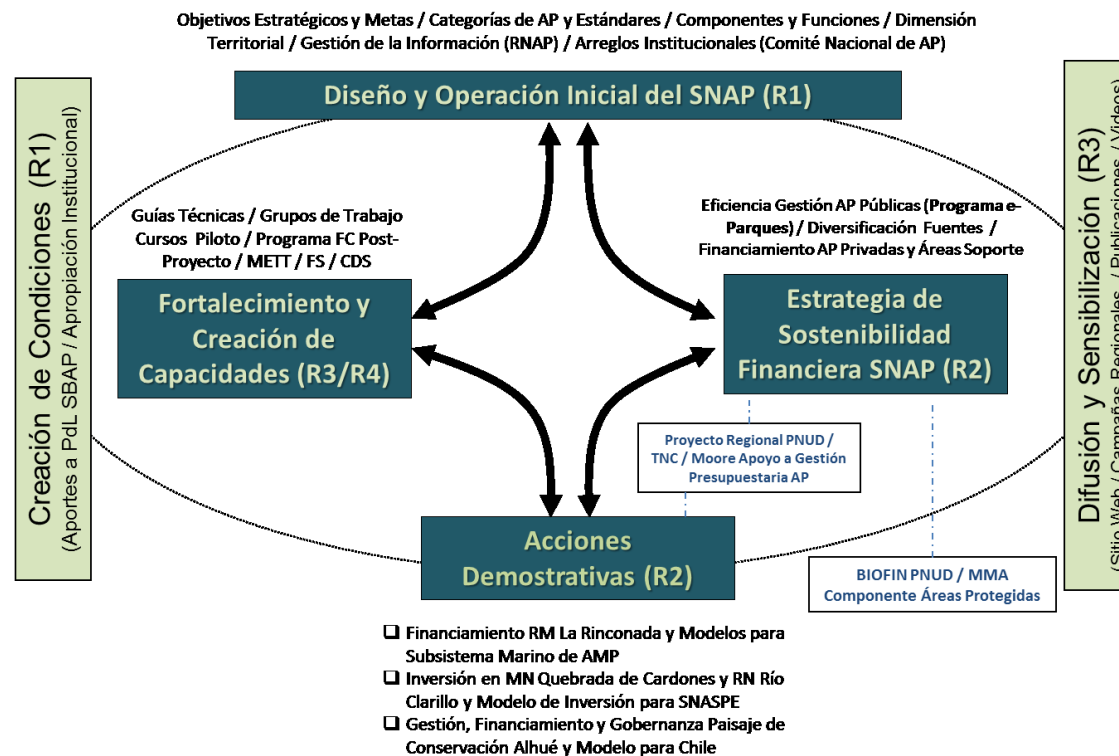 Objetivos Estratégicos y Metas / Categorías de AP y Estándares / Componentes y Funciones / Dimensión
Territorial / Gestión de la Información (RNAP) / Arreglos Institucionales (Comité Nacional de AP)
Diseño y Operación Inicial del SNAP (R1)
Creación de Condiciones (R1)
(Aportes a PdL SBAP / Apropiación Institucional)
Guías Técnicas / Grupos de Trabajo
Cursos Piloto / Programa FC Post-
Proyecto / METT / FS / CDS
Fortalecimiento y
Creación de
Capacidades (R3/R4)
Eficiencia Gestión AP Públicas (Programa e-
Parques) / Diversificación Fuentes /
Financiamiento AP Privadas y Áreas Soporte
Estrategia de
Sostenibilidad
Financiera SNAP (R2)
Proyecto Regional PNUD /
TNC / Moore Apoyo a Gestión
Presupuestaria AP
Acciones
Demostrativas (R2)
BIOFIN PNUD / MMA
Componente Áreas Protegidas
Difusión y Sensibilización (R3)
(Sitio Web / Campañas Regionales / Publicaciones / Videos)
Financiamiento RM La Rinconada y Modelos para
Subsistema Marino de AMP
Inversión en MN Quebrada de Cardones y RN Río
Clarillo y Modelo de Inversión para SNASPE
Gestión, Financiamiento y Gobernanza Paisaje de
Conservación Alhué y Modelo para Chile